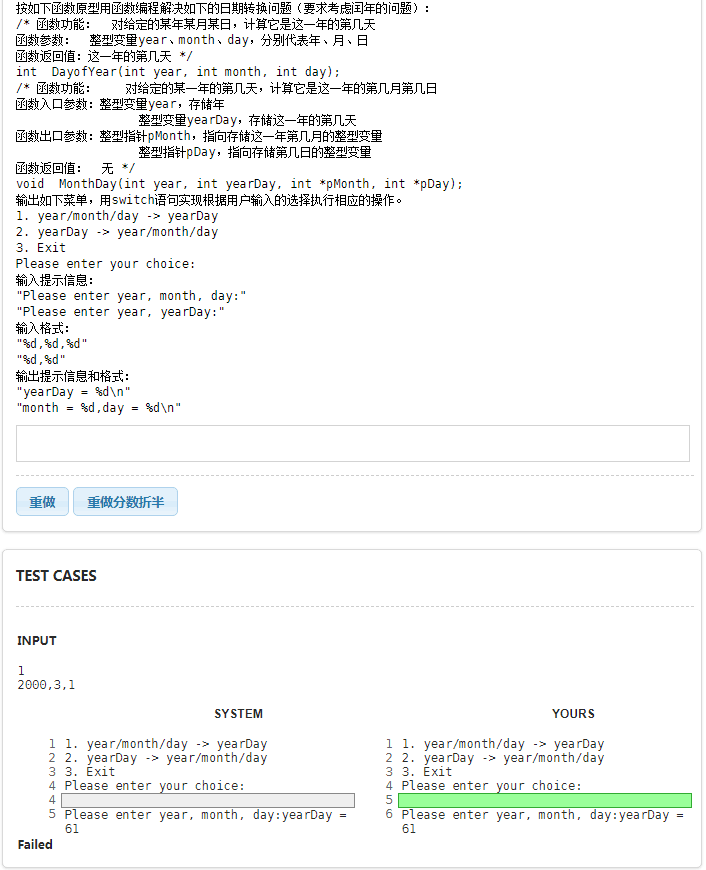 按如下函数原型用函数编程解决如下的日期转换问题（要求考虑闰年的问题）：
/* 函数功能：  对给定的某年某月某日，计算它是这一年的第几天
函数参数：  整型变量year、month、day，分别代表年、月、日
函数返回值：这一年的第几天 */
int  DayofYear(int year, int month, int day);
/* 函数功能：    对给定的某一年的第几天，计算它是这一年的第几月第几日
函数入口参数：整型变量year，存储年
整型变量yearDay，存储这一年的第几天
函数出口参数：整型指针pMonth，指向存储这一年第几月的整型变量
整型指针pDay，指向存储第几日的整型变量
函数返回值：  无 */
void  MonthDay(int year, int yearDay, int *pMonth, int *pDay);
输出如下菜单，用switch语句实现根据用户输入的选择执行相应的操作。
1. year/month/day -> yearDay
2. yearDay -> year/month/day
3. Exit
Please enter your choice:
输入提示信息：
"Please enter year, month, day:"
"Please enter year, yearDay:"
输入格式：
"%d,%d,%d"
"%d,%d"
输出提示信息和格式：
"yearDay = %d\n"
"month = %d,day = %d\n"
重做 重做分数折半
TEST CASES
INPUT
1
2000,3,1
SYSTEM
1 1. year/month/day -> yearDay
2 2. yearDay -> year/month/day
3 3. Exit
4 Please enter your choice:
4
5 Please enter year, month, day:yearDay =
61
YOURS
1 1. year/month/day -> yearDay
2 2. yearDay -> year/month/day
3 3. Exit
4 Please enter your choice:
5
6 Please enter year, month, day:yearDay =
61
Failed